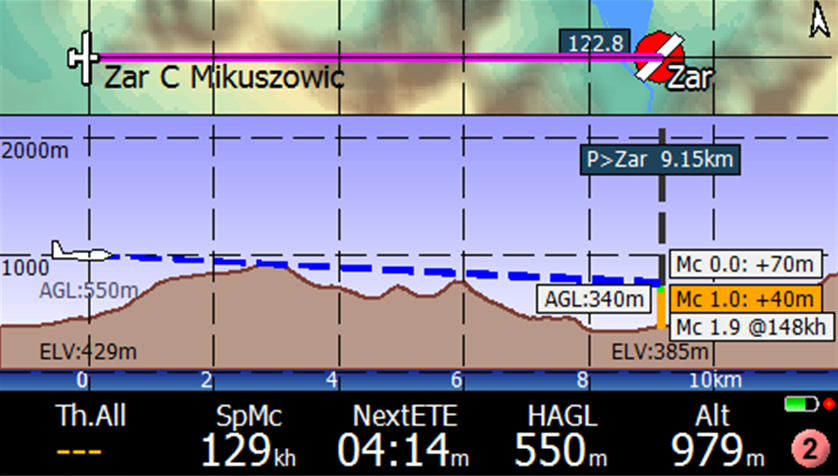 122.8
Zar C Mikuszowic
Zar
2000m
P>Zar 9.15km
1000
Mc 0.0: +70m
AGL:550m
AGL:340m
Mc 1.0: +40m
Mc 1.9 @148kh
ELV:429m
ELV:385m
0 2 4 6 8 10km
Th.All SpMc NextETE HAGL Alt
--- 129kh 04:14m 550m 979m 2